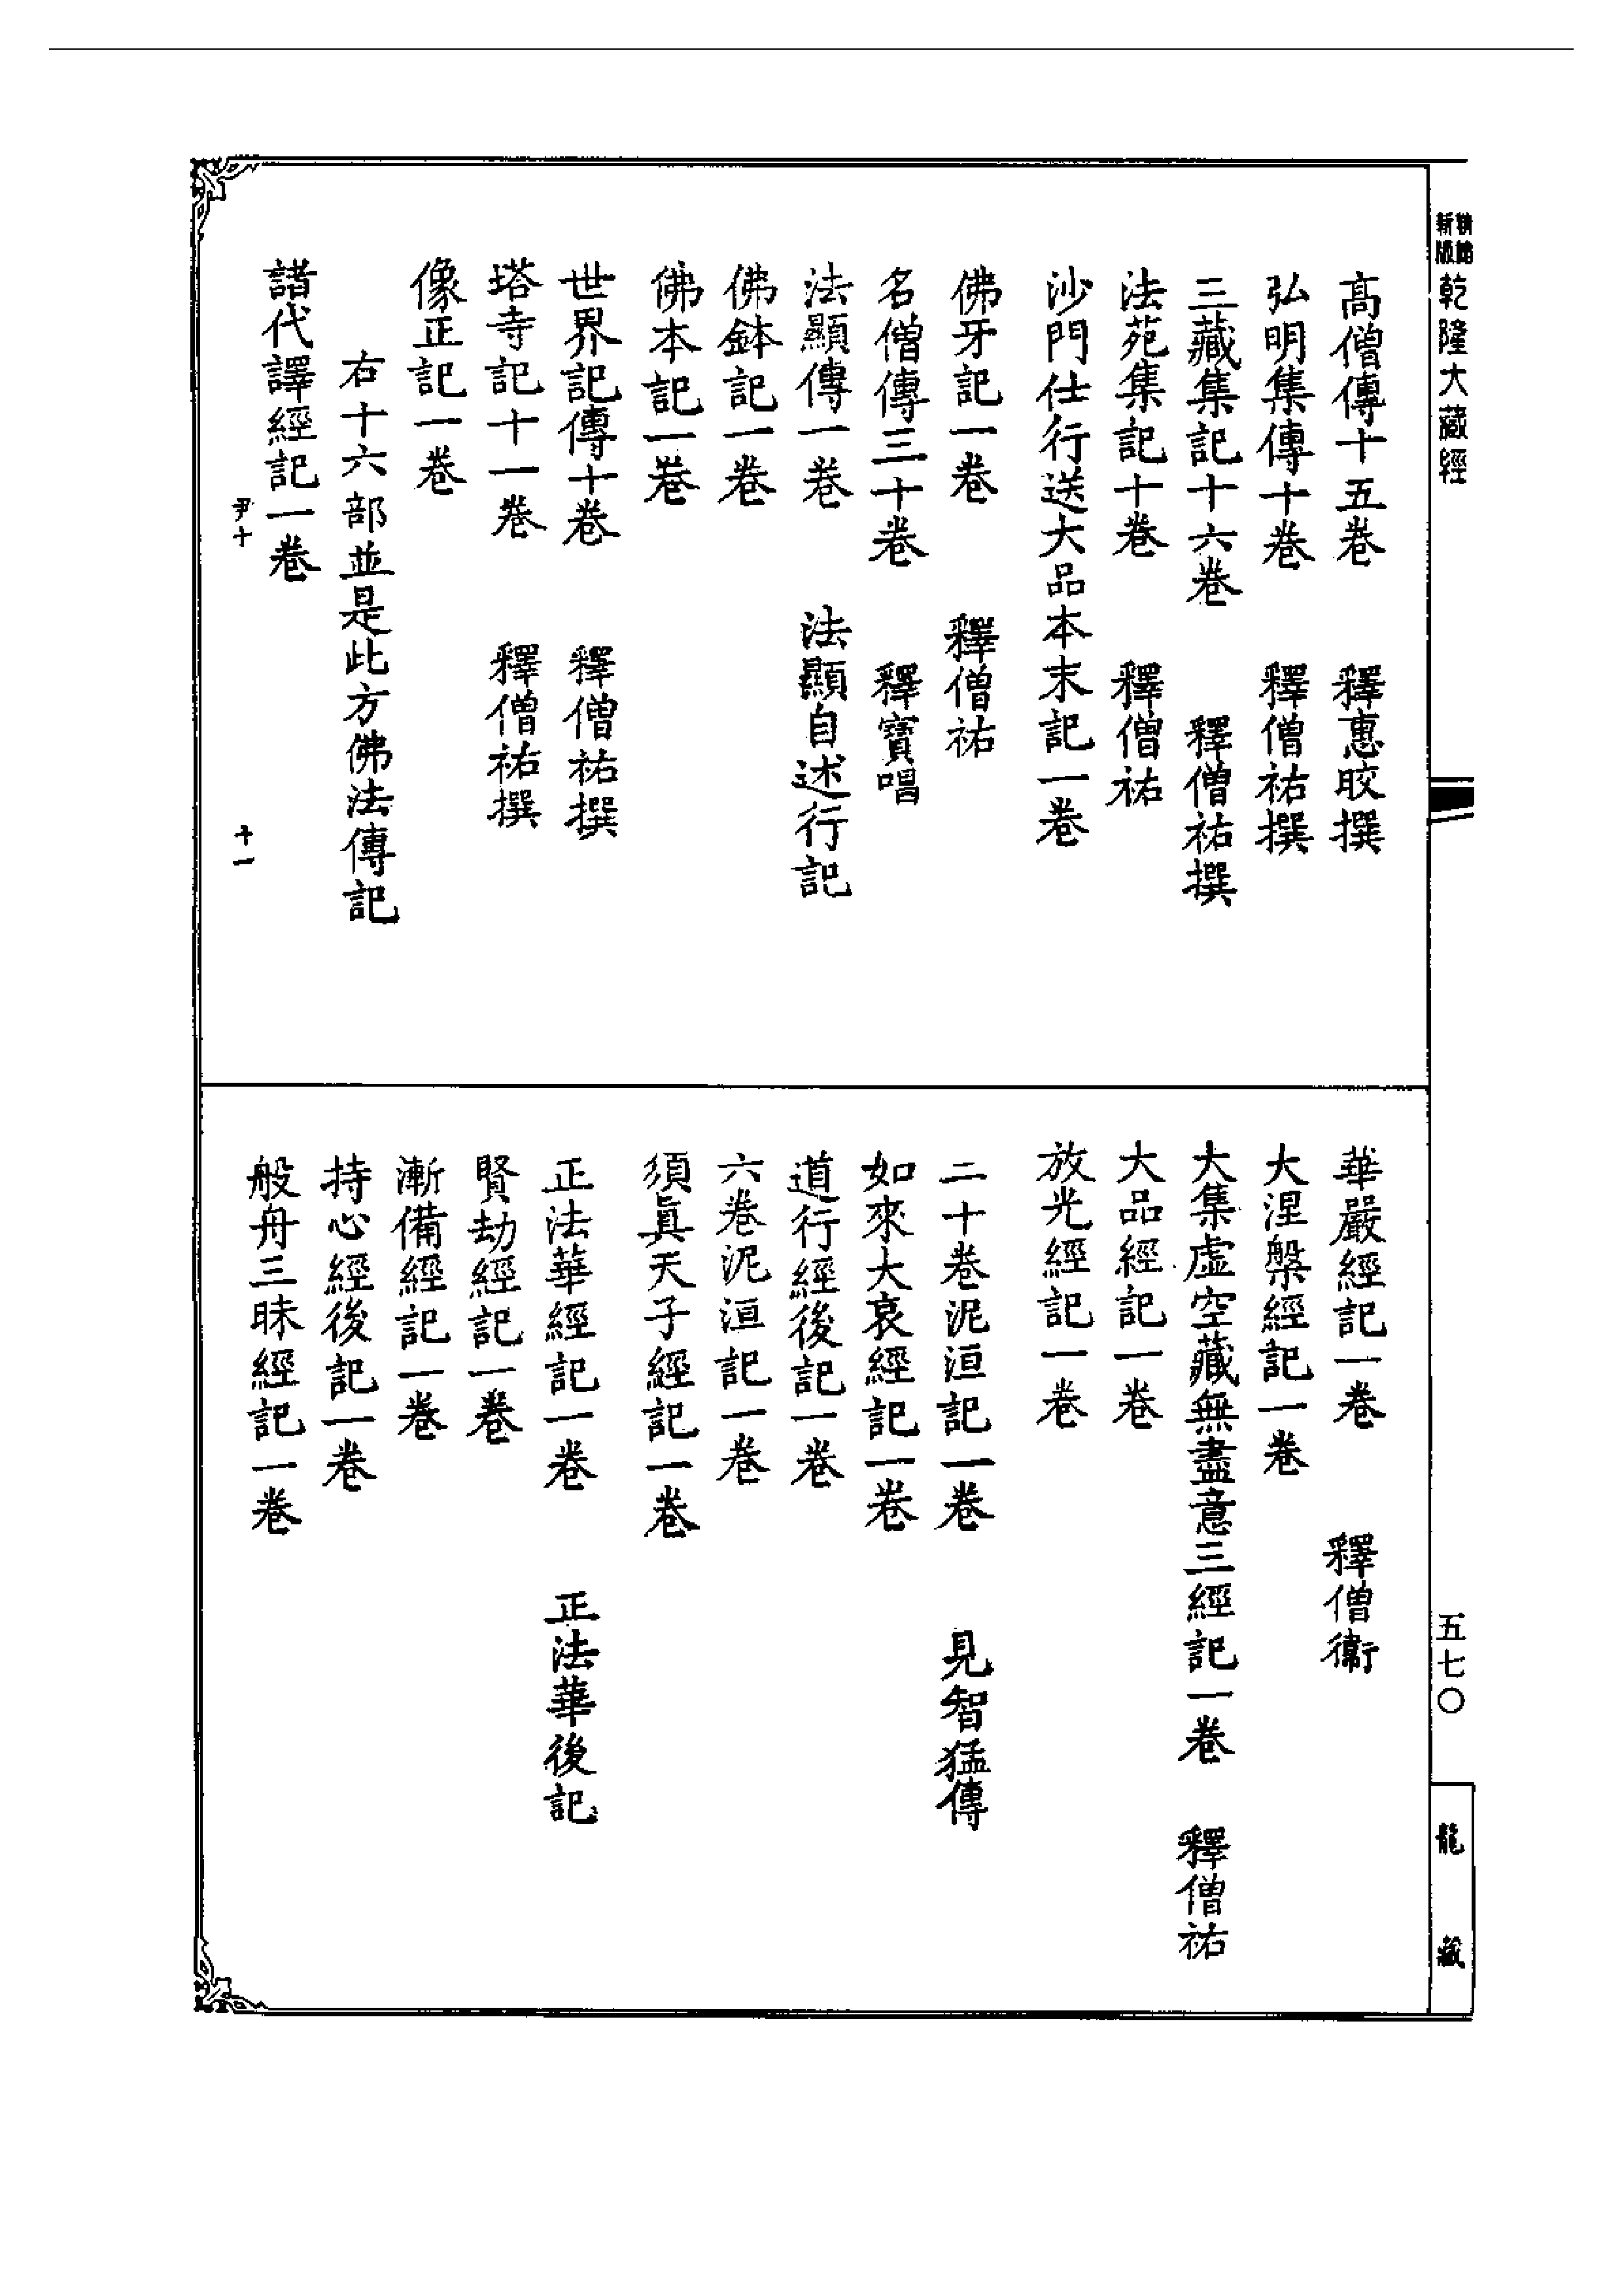 新版
精縮
乾隆大藏經
高僧傳十五卷 釋惠皎撰
弘明集傳十卷 釋僧祐撰
三藏集記十六卷 釋僧祐撰
法苑集記十卷 釋僧祐
沙門仕行送大品本末記一卷
佛牙記一卷 釋僧祐
名僧傳三十卷 釋寶唱
法顯傳一卷 法顯自述行記
佛鉢記一卷
佛本記一卷
世界記傳十卷 釋僧祐撰
塔寺記十一卷 釋僧祐撰
像正記一卷
右十六部並是此方佛法傳記
諸代譯經記一卷
尹十 十一
華嚴經記一卷 釋僧衞
大涅槃經記一卷
大集虛空藏無盡意三經記一卷 釋僧祐
大品經記一卷
放光經記一卷
二十卷泥洹記一卷 見智猛傳
如來大哀經記一卷
道行經後記一卷
六卷泥洹記一卷
須眞天子經記一卷
正法華經記一卷 正法華後記
賢劫經記一卷
漸備經記一卷
持心經後記一卷
般舟三昧經記一卷
五七〇
龍藏